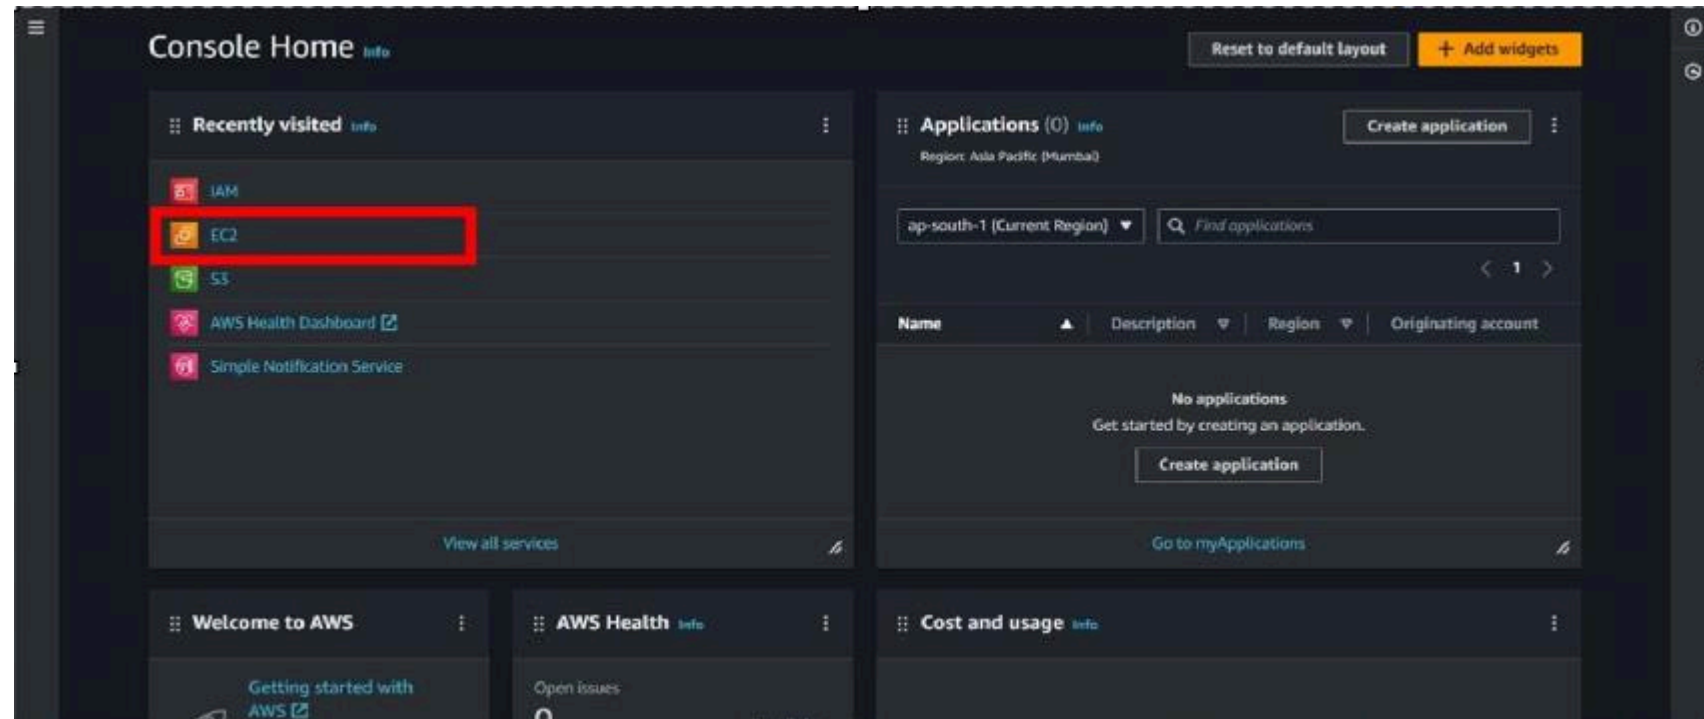 Console Home Info
Reset to default layout
+ Add widgets
Recently visited Info
IAM
EC2
S3
AWS Health Dashboard
Simple Notification Service
View all services
Applications (0) Info
Create application
Region: Asia Pacific (Mumbai)
ap-south-1 (Current Region)
Find applications
1
Name Description Region Originating account
No applications
Get started by creating an application.
Create application
Go to myApplications
Welcome to AWS
Getting started with
AWS
AWS Health Info
Open issues
0
Cost and usage Info